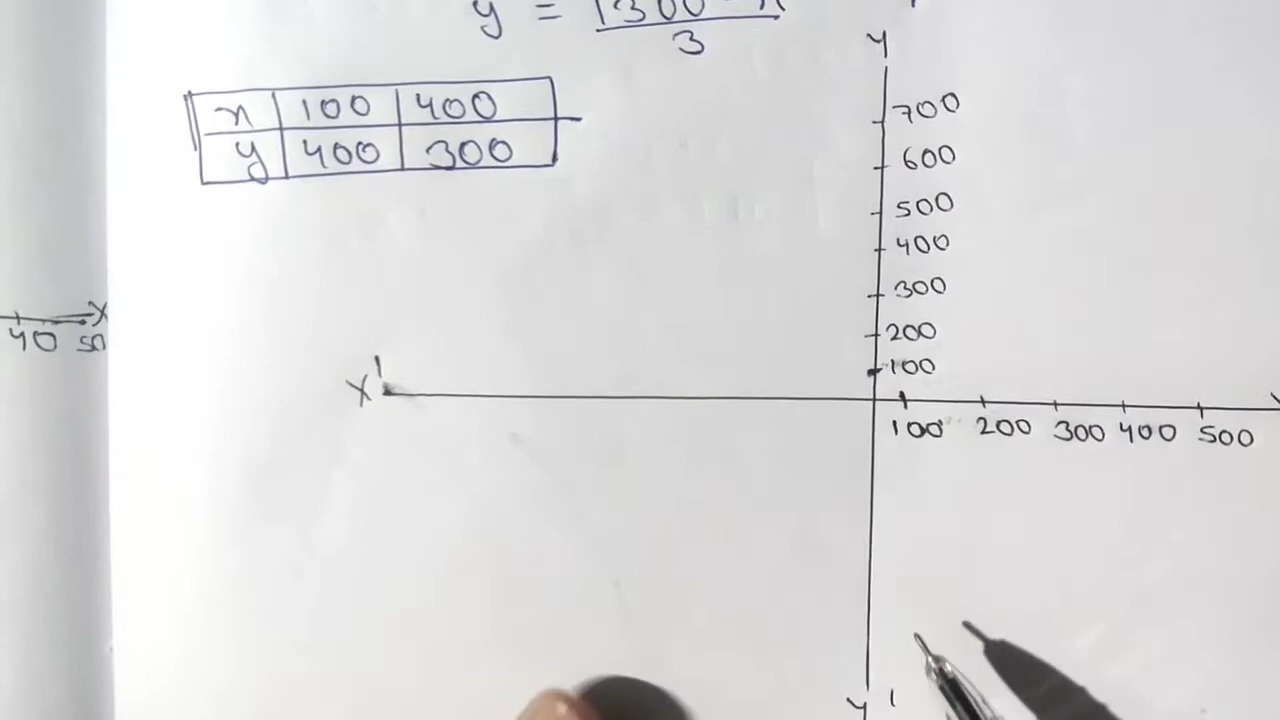 y = 1300 - x
3
x 100 400
y 400 300
Y
700
600
500
400
300
200
100
X'
100 200 300 400 500
Y'
40 50
X